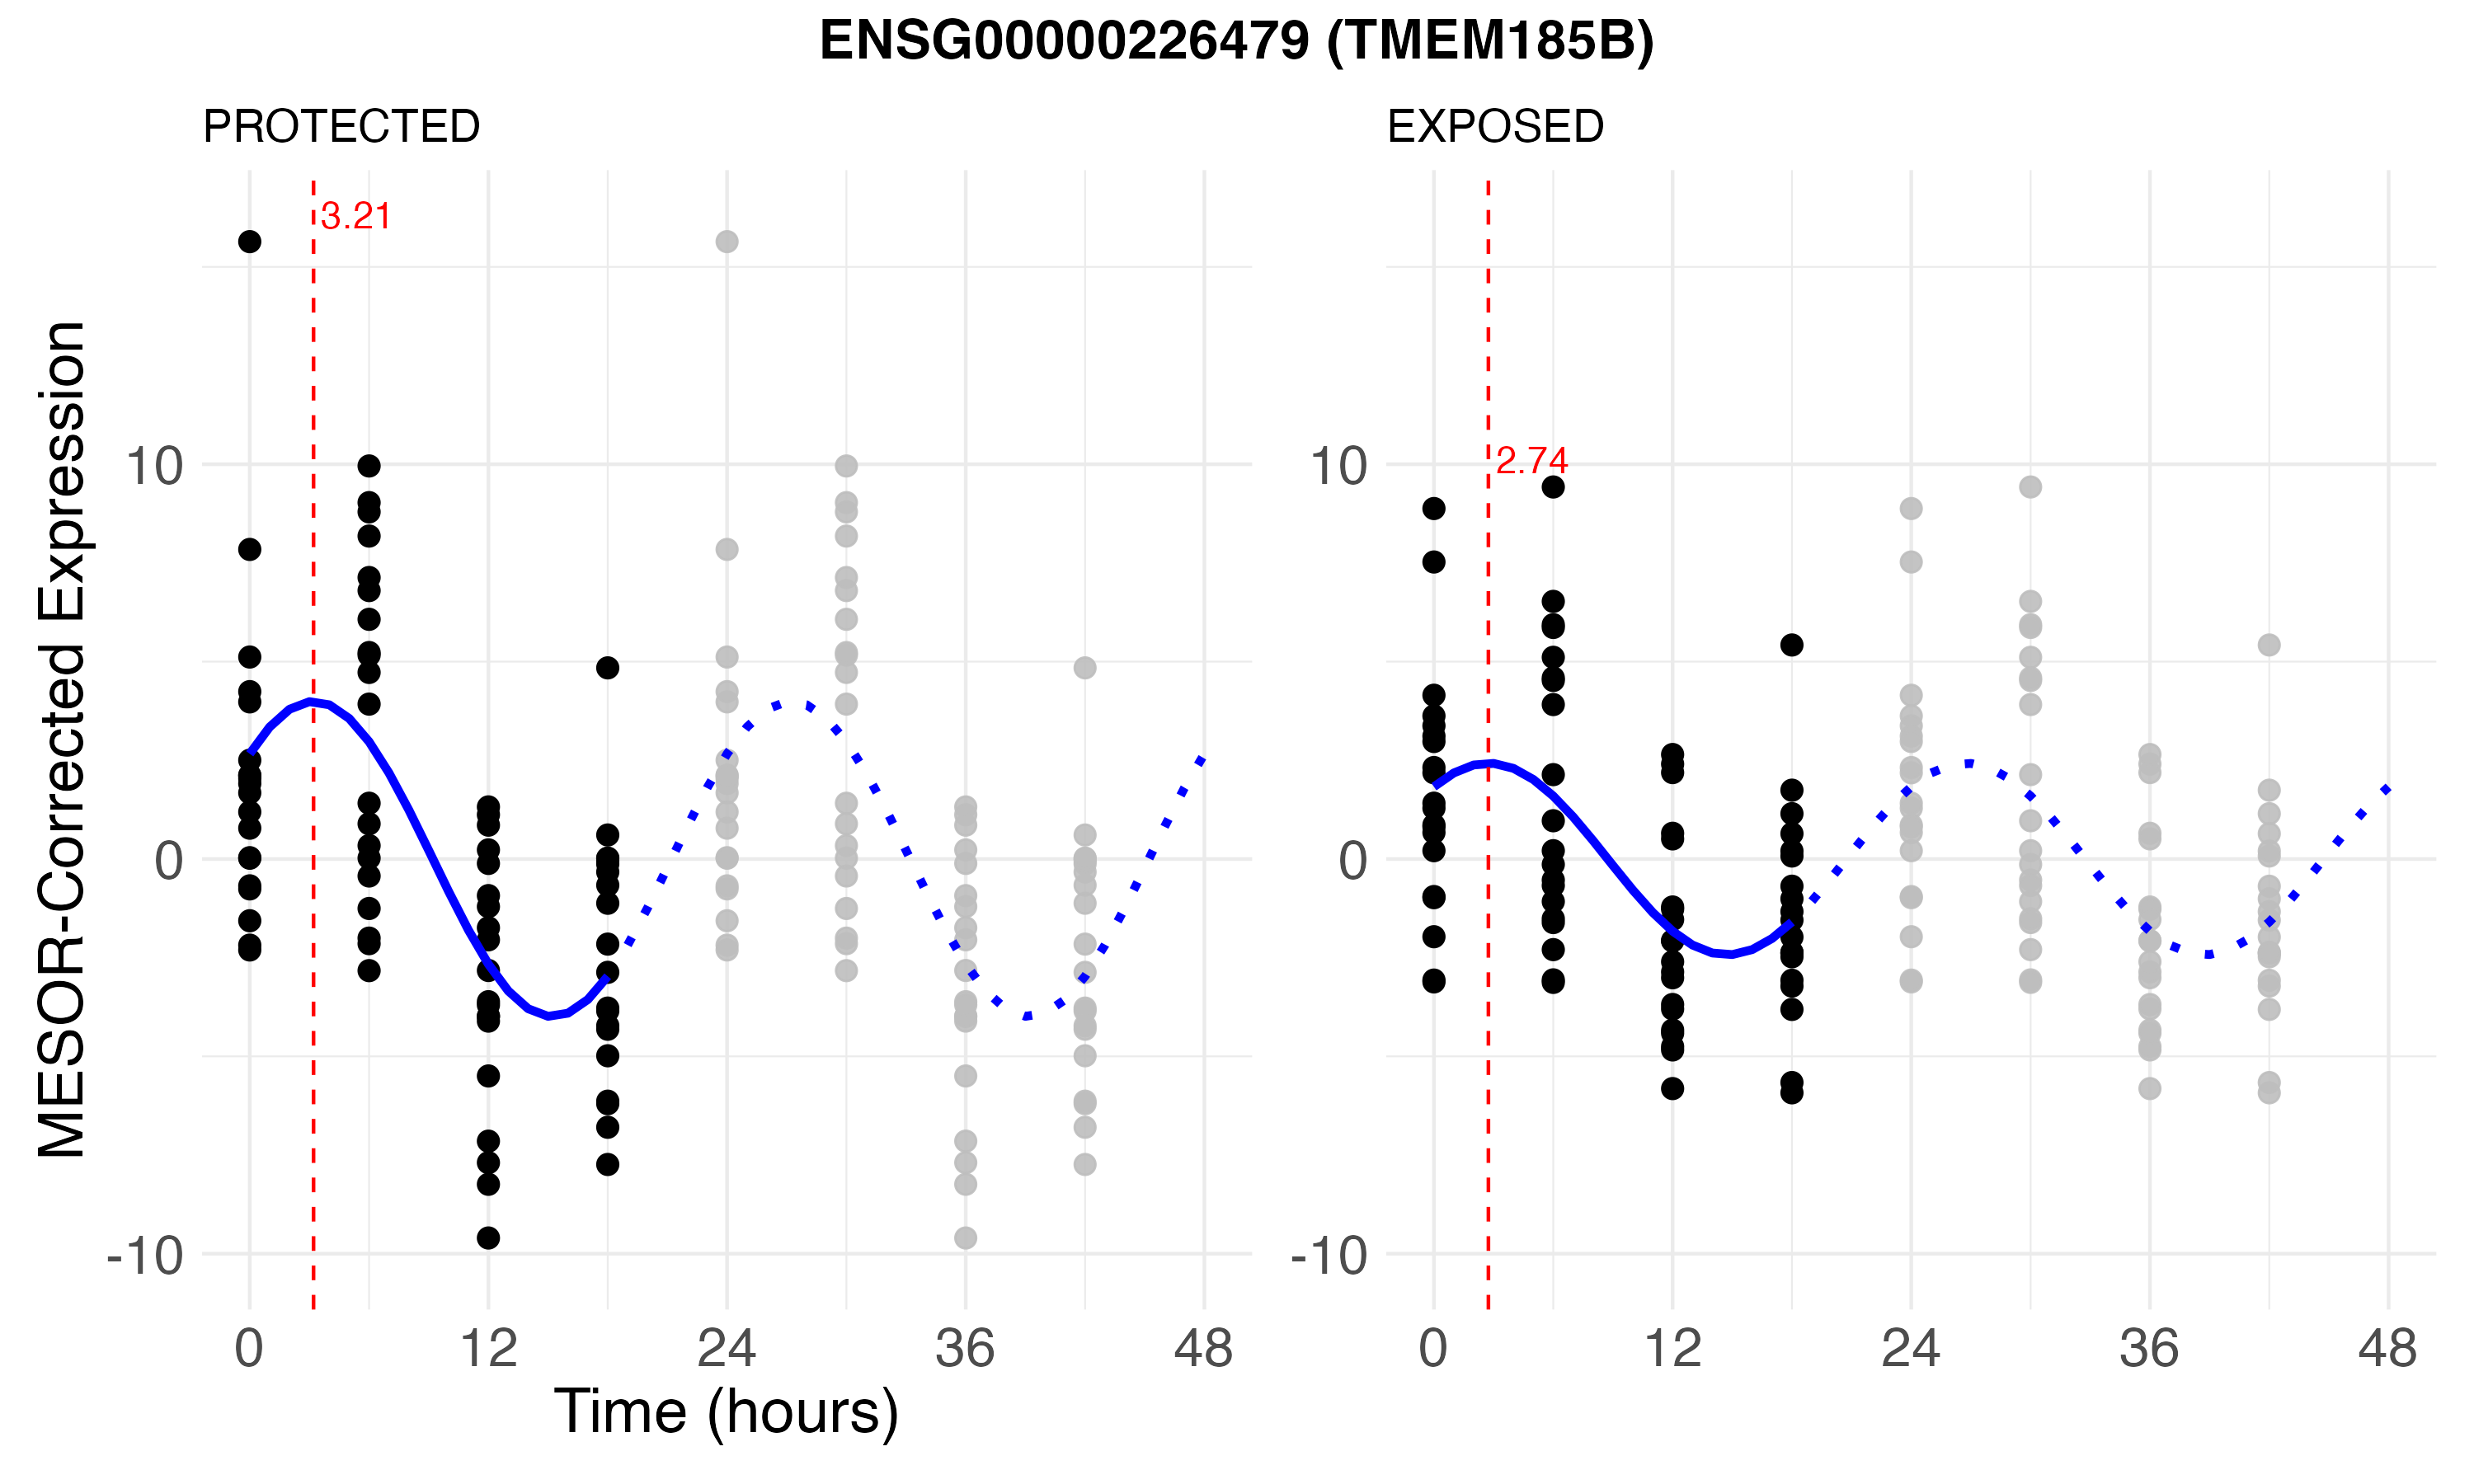 ENSG00000226479 (TMEM185B)
PROTECTED
EXPOSED
MESOR-Corrected Expression
3.21
2.74
10
0
-10
10
0
-10
0 12 24 36 48
0 12 24 36 48
Time (hours)